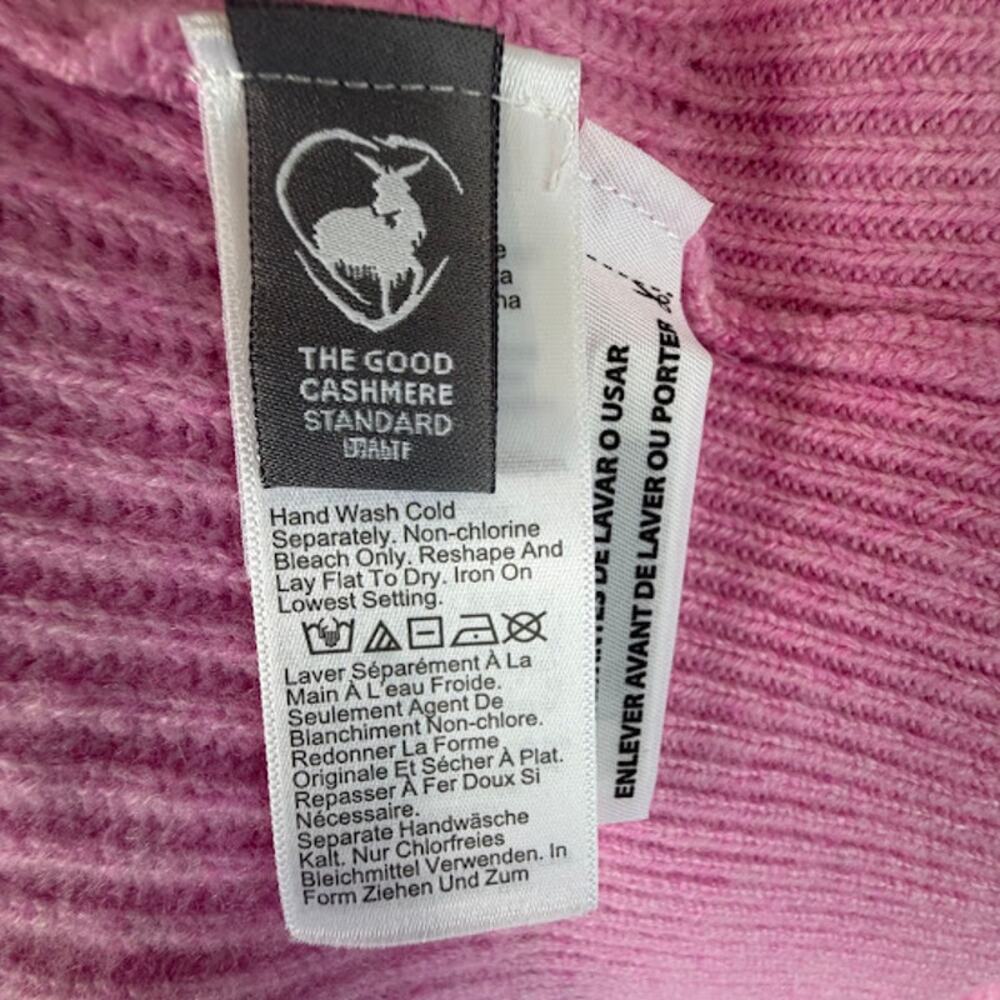 THE GOOD
CASHMERE
STANDARD
Hand Wash Cold
Separately. Non-chlorine
Bleach Only. Reshape And
Lay Flat To Dry. Iron On
Lowest Setting.
Laver Séparément À La
Main À L'eau Froide.
Seulement Agent De
Blanchiment Non-chlore.
Redonner La Forme
Originale Et Sécher À Plat.
Repasser À Fer Doux Si
Nécessaire.
Separate Handwäsche
Kalt. Nur Chlorfreies
Bleichmittel Verwenden. In
Form Ziehen Und Zum
DE LAVAR O USAR
ENLEVER AVANT DE LAVER OU PORTER